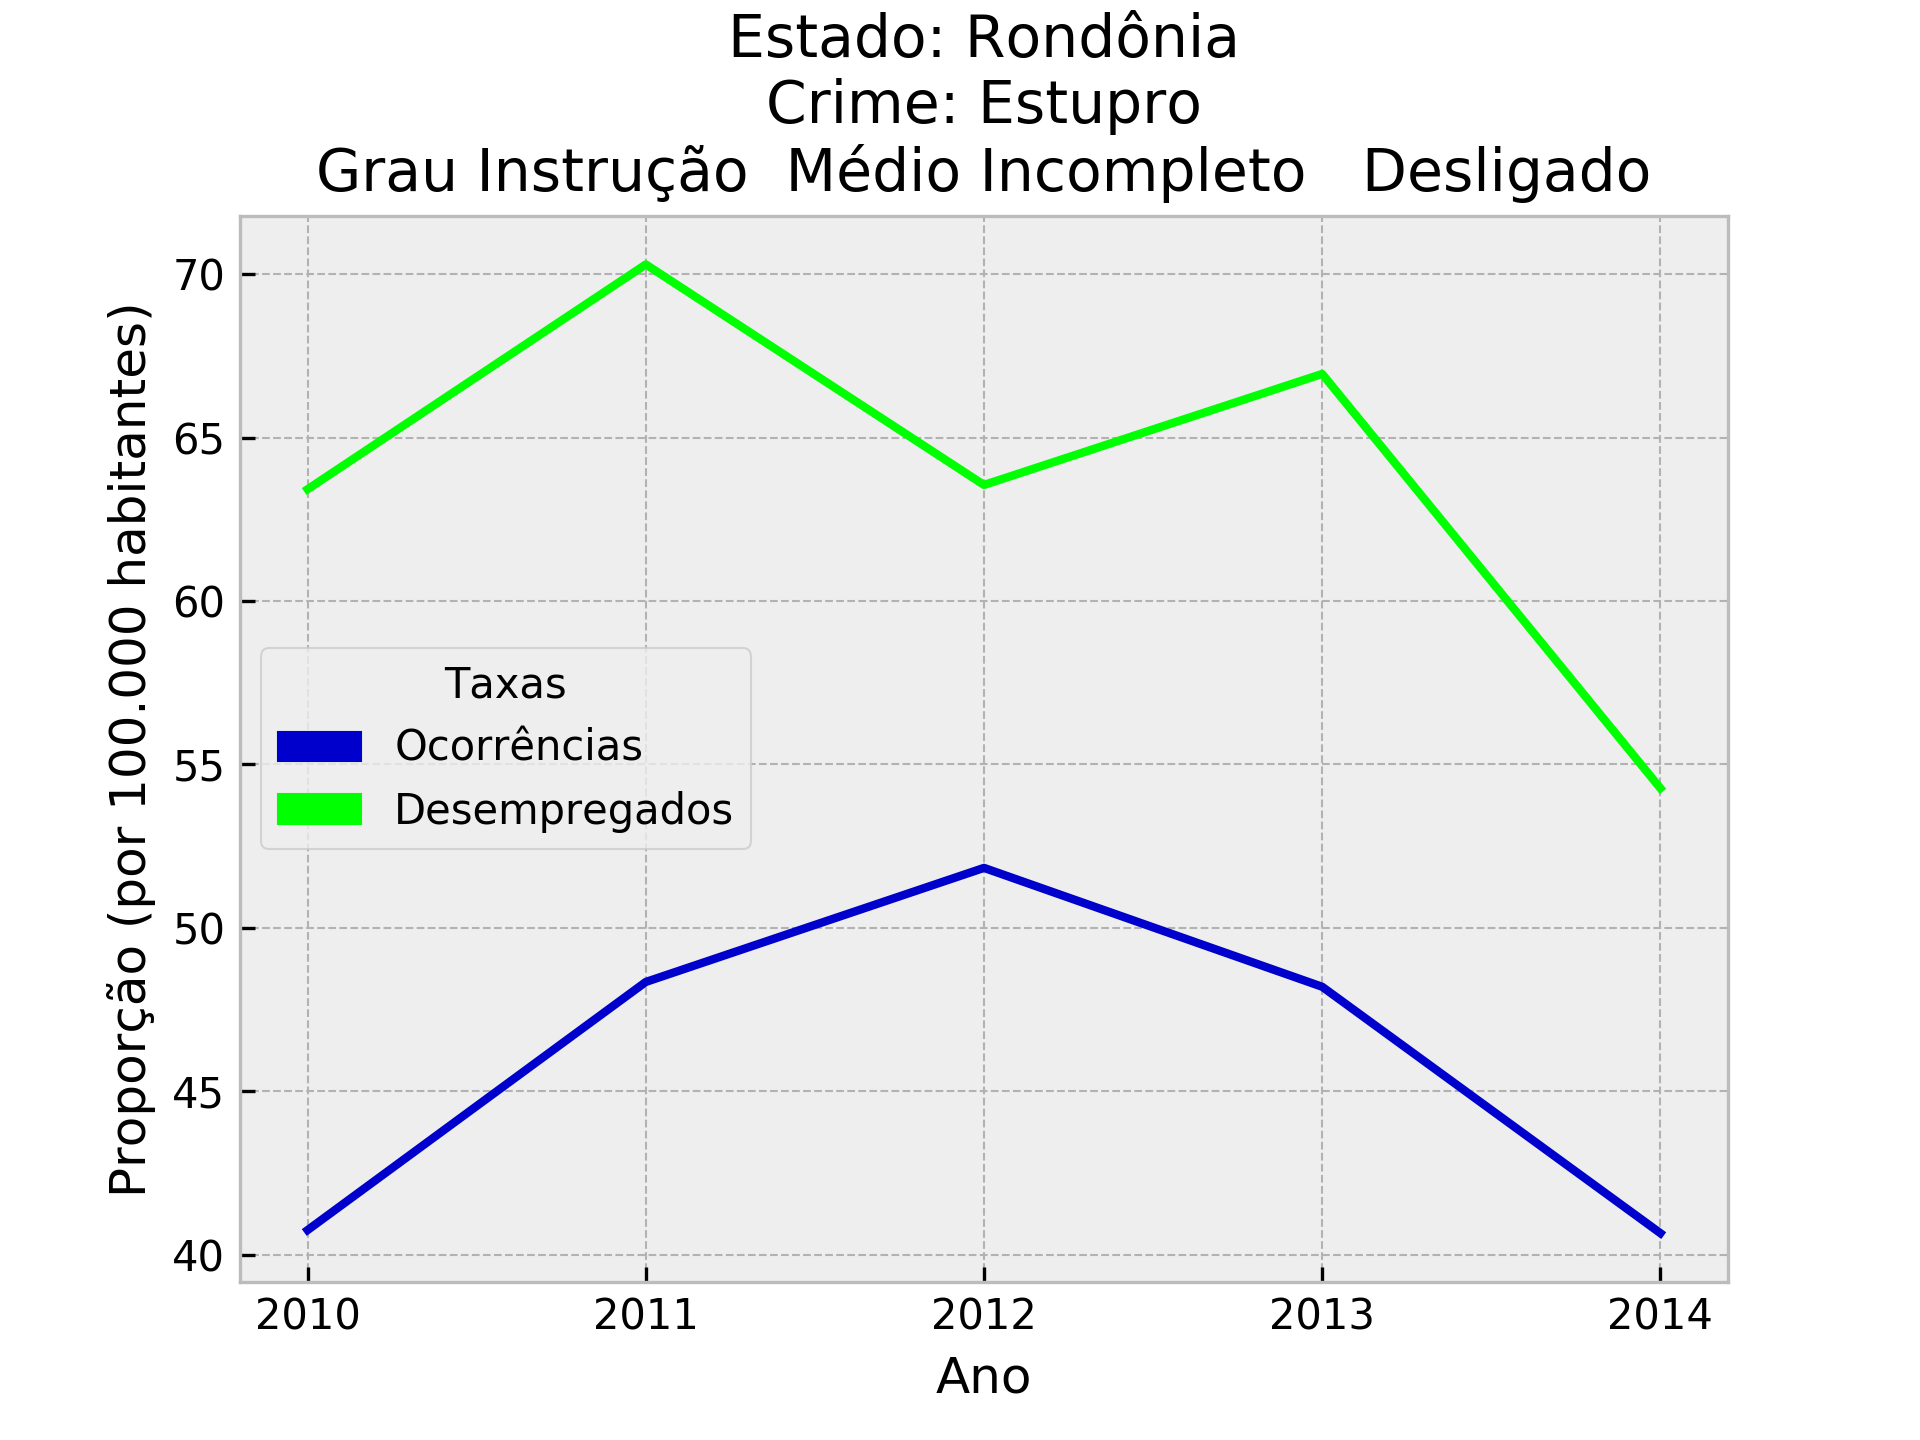 Estado: Rondônia
Crime: Estupro
Grau Instrução  Médio Incompleto   Desligado
Proporção (por 100.000 habitantes)
70
65
60
55
50
45
40
Taxas
Ocorrências
Desempregados
2010 2011 2012 2013 2014
Ano